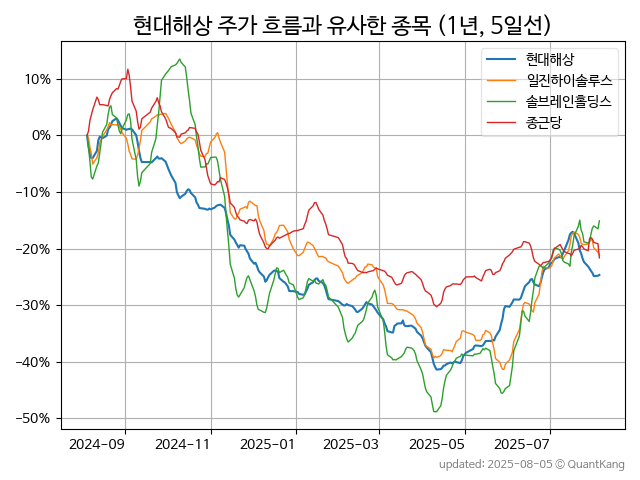 현대해상 주가 흐름과 유사한 종목 (1년, 5일선)
현대해상
일진하이솔루스
솔브레인홀딩스
종근당
10%
0%
−10%
−20%
−30%
−40%
−50%
2024-09 2024-11 2025-01 2025-03 2025-05 2025-07
updated: 2025-08-05 © QuantKang